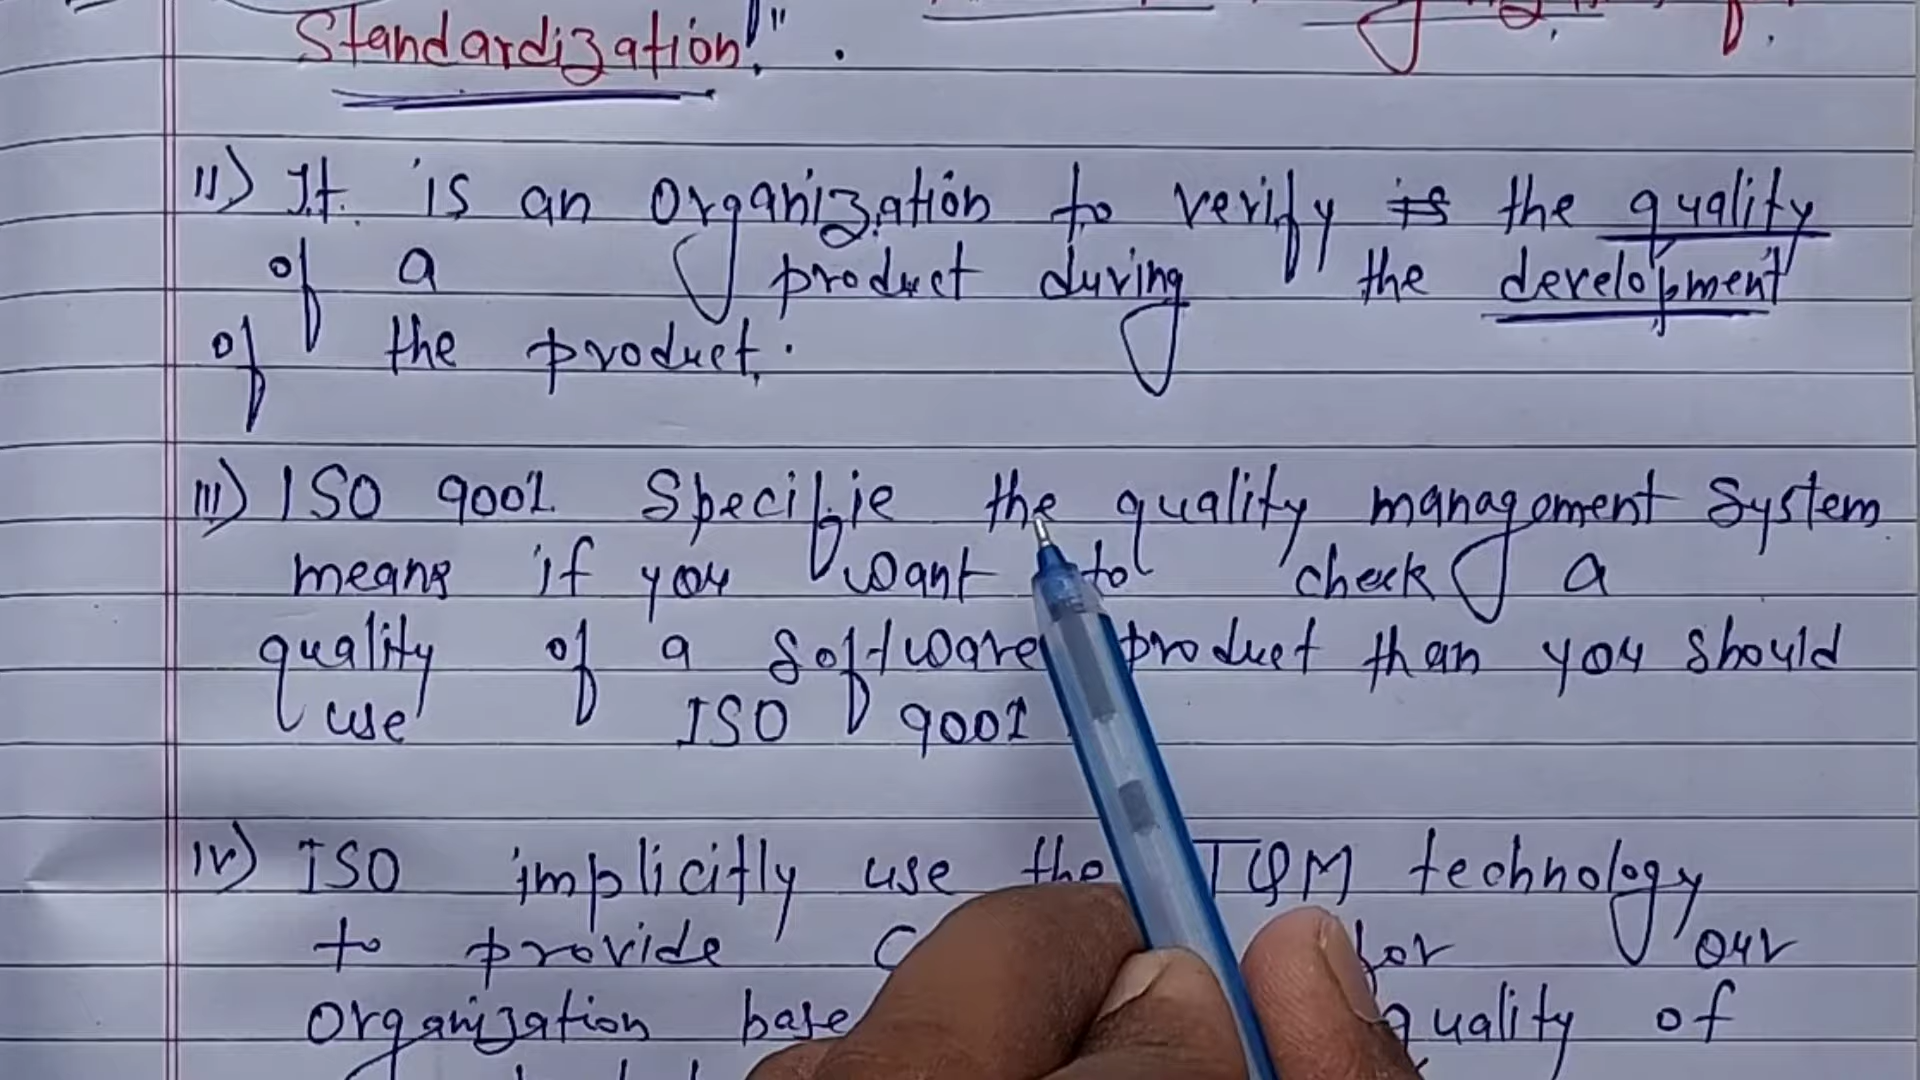 Standardization!".
II) It is an organization to verify is the quality
of a product during the development
of the product.
III) ISO 9001 Specifie the quality management System
means if you want to check a
quality of a Software product than you should
use ISO 9001
IV) ISO implicitly use the TQM technology
to provide for our
organization base quality of